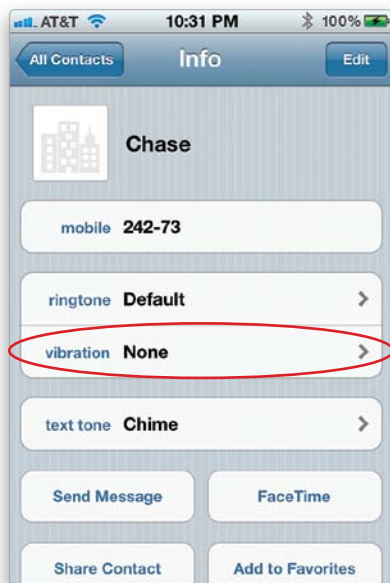 AT&T 10:31 PM 100%
All Contacts Info Edit
Chase
mobile 242-73
ringtone Default
vibration None
text tone Chime
Send Message FaceTime
Share Contact Add to Favorites